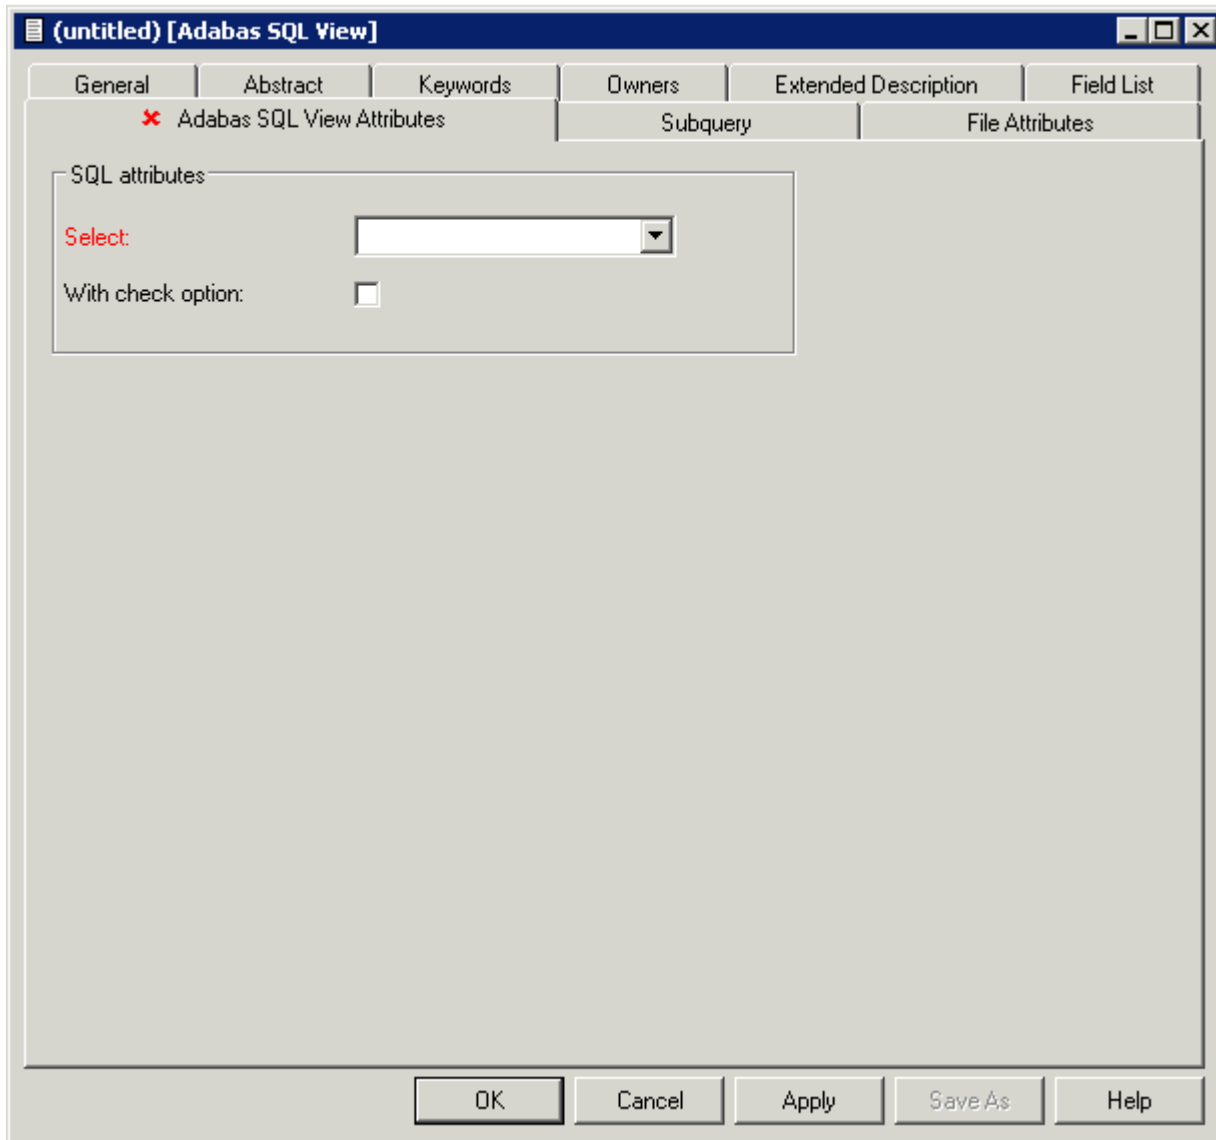 (untitled) [Adabas SQL View]
General Abstract Keywords Owners Extended Description Field List
Adabas SQL View Attributes Subquery File Attributes
SQL attributes
Select:
With check option:
OK Cancel Apply Save As Help